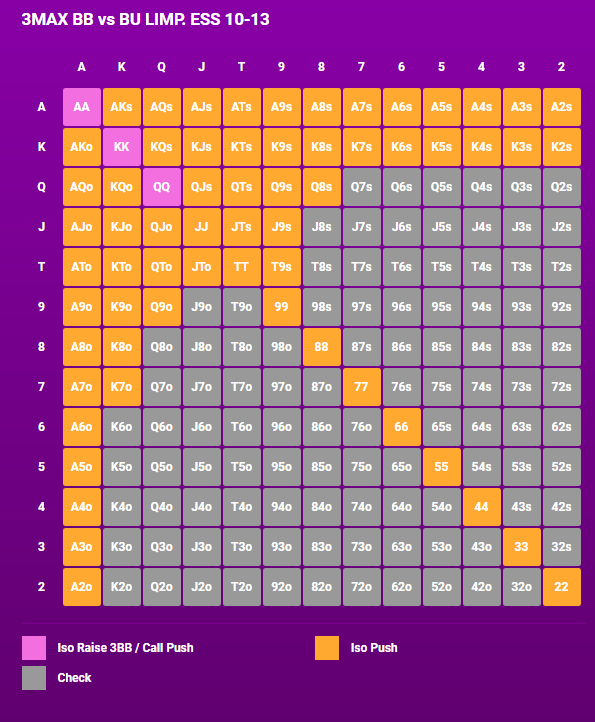 3MAX BB vs BU LIMP. ESS 10-13
A K Q J T 9 8 7 6 5 4 3 2
A AA AKs AQs AJs ATs A9s A8s A7s A6s A5s A4s A3s A2s
K AKo KK KQs KJs KTs K9s K8s K7s K6s K5s K4s K3s K2s
Q AQo KQo QQ QJs QTs Q9s Q8s Q7s Q6s Q5s Q4s Q3s Q2s
J AJo KJo QJo JJ JTs J9s J8s J7s J6s J5s J4s J3s J2s
T ATo KTo QTo JTo TT T9s T8s T7s T6s T5s T4s T3s T2s
9 A9o K9o Q9o J9o T9o 99 98s 97s 96s 95s 94s 93s 92s
8 A8o K8o Q8o J8o T8o 98o 88 87s 86s 85s 84s 83s 82s
7 A7o K7o Q7o J7o T7o 97o 87o 77 76s 75s 74s 73s 72s
6 A6o K6o Q6o J6o T6o 96o 86o 76o 66 65s 64s 63s 62s
5 A5o K5o Q5o J5o T5o 95o 85o 75o 65o 55 54s 53s 52s
4 A4o K4o Q4o J4o T4o 94o 84o 74o 64o 54o 44 43s 42s
3 A3o K3o Q3o J3o T3o 93o 83o 73o 63o 53o 43o 33 32s
2 A2o K2o Q2o J2o T2o 92o 82o 72o 62o 52o 42o 32o 22
Iso Raise 3BB / Call Push Iso Push
Check